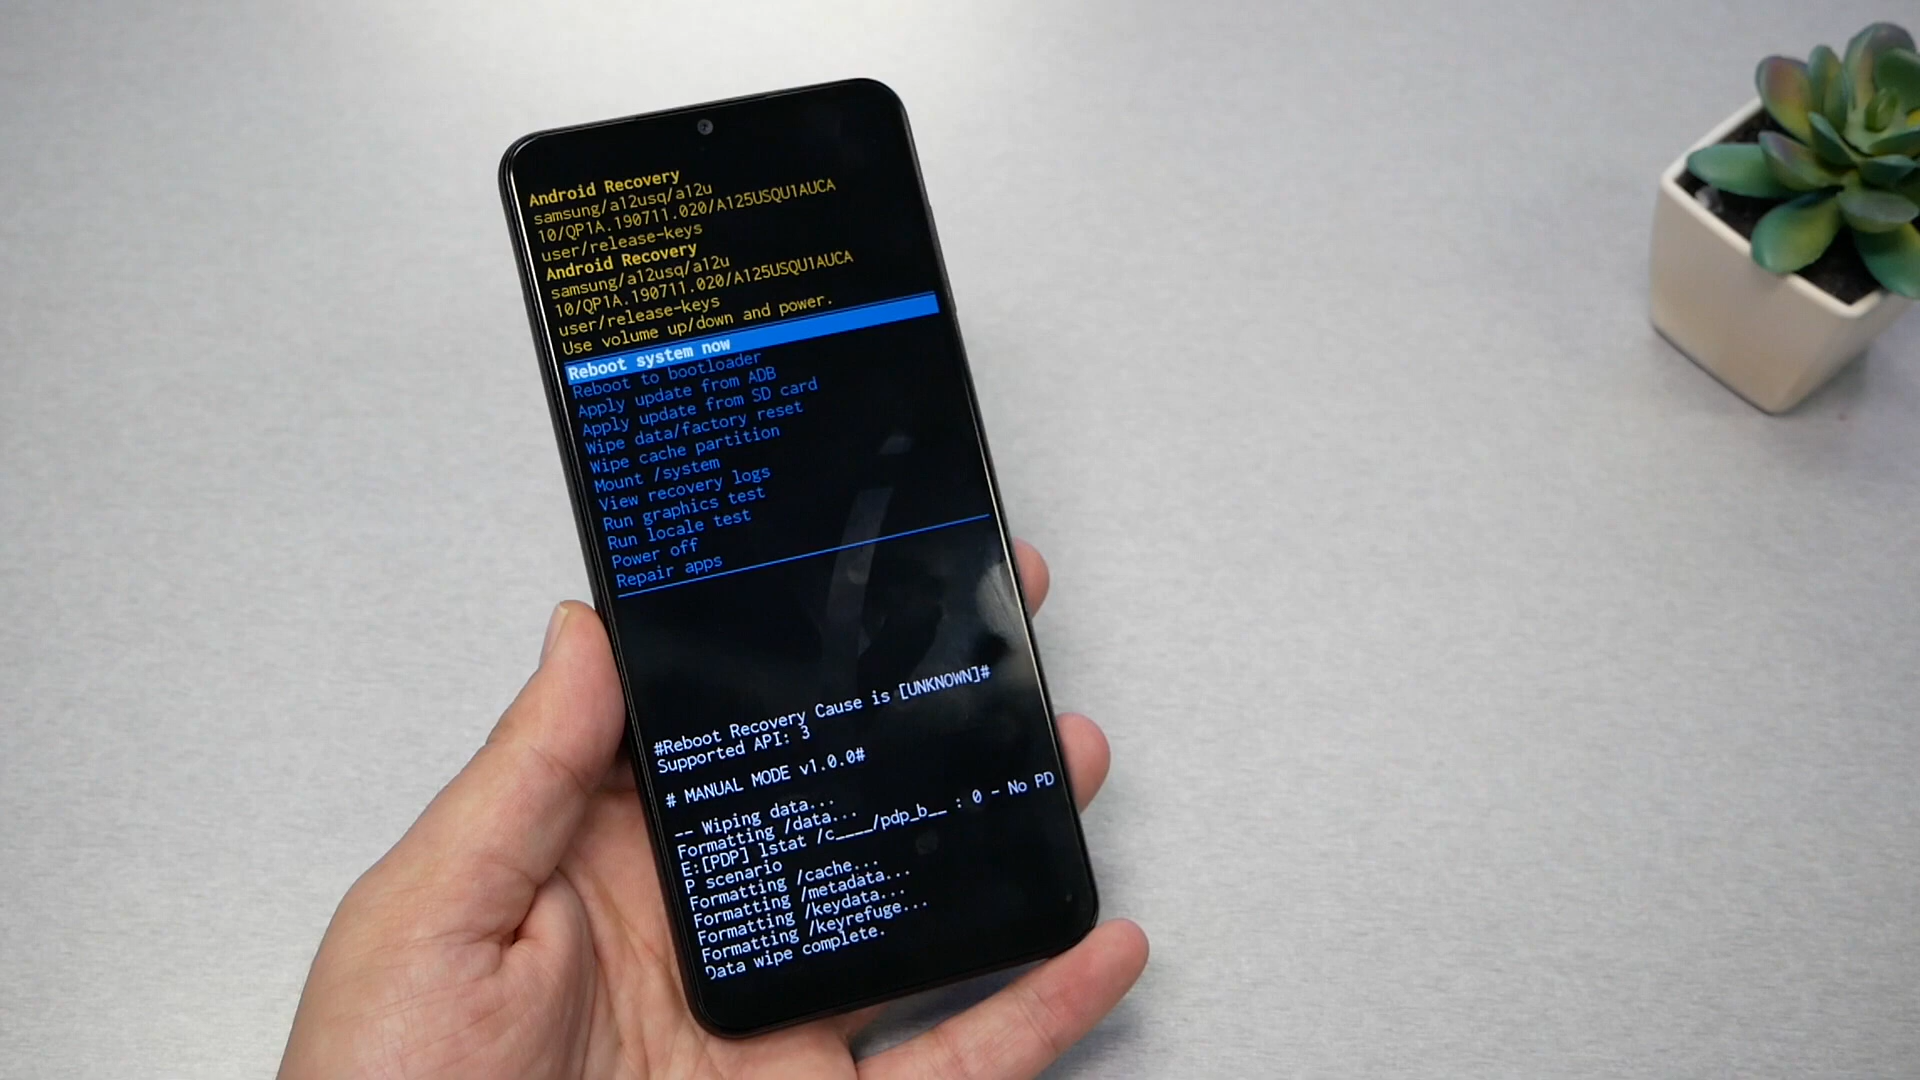 Android Recovery
samsung/a12usq/a12u
10/QP1A.190711.020/A125USQU1AUCA
user/release-keys
Android Recovery
samsung/a12usq/a12u
10/QP1A.190711.020/A125USQU1AUCA
user/release-keys
Use volume up/down and power.
Reboot system now
Reboot to bootloader
Apply update from ADB
Apply update from SD card
Wipe data/factory reset
Wipe cache partition
Mount /system
View recovery logs
Run graphics test
Run locale test
Power off
Repair apps
#Reboot Recovery Cause is [UNKNOWN]#
Supported API: 3
# MANUAL MODE v1.0.0#
-- Wiping data...
Formatting /data...
E:[PDP] lstat /c____/pdp_b__ : 0 - No PD
P scenario
Formatting /cache...
Formatting /metadata...
Formatting /keydata...
Formatting /keyrefuge...
Data wipe complete.